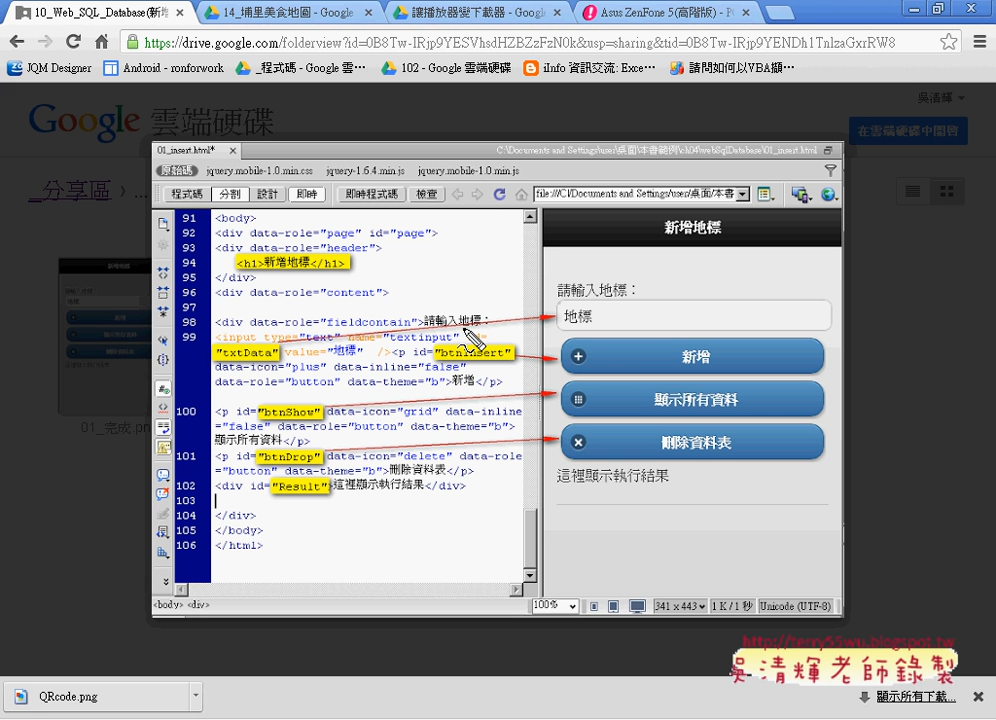 10_Web_SQL_Database(新增
14_埔里美食地圖 - Google
讓播放器變下載器 - Google
Asus ZenFone 5(高階版) - PC
https://drive.google.com/folderview?id=0B8Tw-IRjp9YESVhsdHZBZzFzN0k&usp=sharing&tid=0B8Tw-IRjp9YENDh1TnlzaGxrRW8
JQM Designer
Android - ronforwork
_程式碼 - Google 雲…
102 - Google 雲端硬碟
iInfo 資訊交流: Exce…
請問如何以VBA擷…
吳清輝
Google 雲端硬碟
在雲端硬碟中開啟
_分享區 › ...
01_insert.html*
C:\Documents and Settings\user\桌面\本書範例\ch04\webSqlDatabase\01_insert.html
原始碼 jquery.mobile-1.0.min.css jquery-1.6.4.min.js jquery.mobile-1.0.min.js
程式碼 分割 設計 即時 即時程式碼 檢查 file:///C|/Documents and Settings/user/桌面/本書
91 <body>
92 <div data-role="page" id="page">
93 <div data-role="header">
94 <h1>新增地標</h1>
95 </div>
96 <div data-role="content">
97
98 <div data-role="fieldcontain">請輸入地標：
99 <input type="text" name="textinput" id=
"txtData" value="地標" /><p id="btnInsert"
data-icon="plus" data-inline="false"
data-role="button" data-theme="b">新增</p>
100 <p id="btnShow" data-icon="grid" data-inline
="false" data-role="button" data-theme="b">
顯示所有資料</p>
101 <p id="btnDrop" data-icon="delete" data-role
="button" data-theme="b">刪除資料表</p>
102 <div id="Result">這裡顯示執行結果</div>
103
104 </div>
105 </body>
106 </html>
新增地標
請輸入地標：
地標
新增
顯示所有資料
刪除資料表
這裡顯示執行結果
<body> <div>
100% 341 x 443 1 K / 1 秒 Unicode (UTF-8)
01_完成.pn
http://terry55wu.blogspot.tw
吳清輝老師錄製
QRcode.png
顯示所有下載...